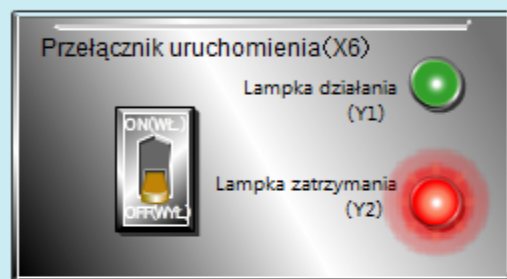 Przełącznik uruchomienia(X6)
Lampka działania
(Y1)
ON(WŁ.)
Lampka zatrzymania
(Y2)
OFF(WYŁ.)